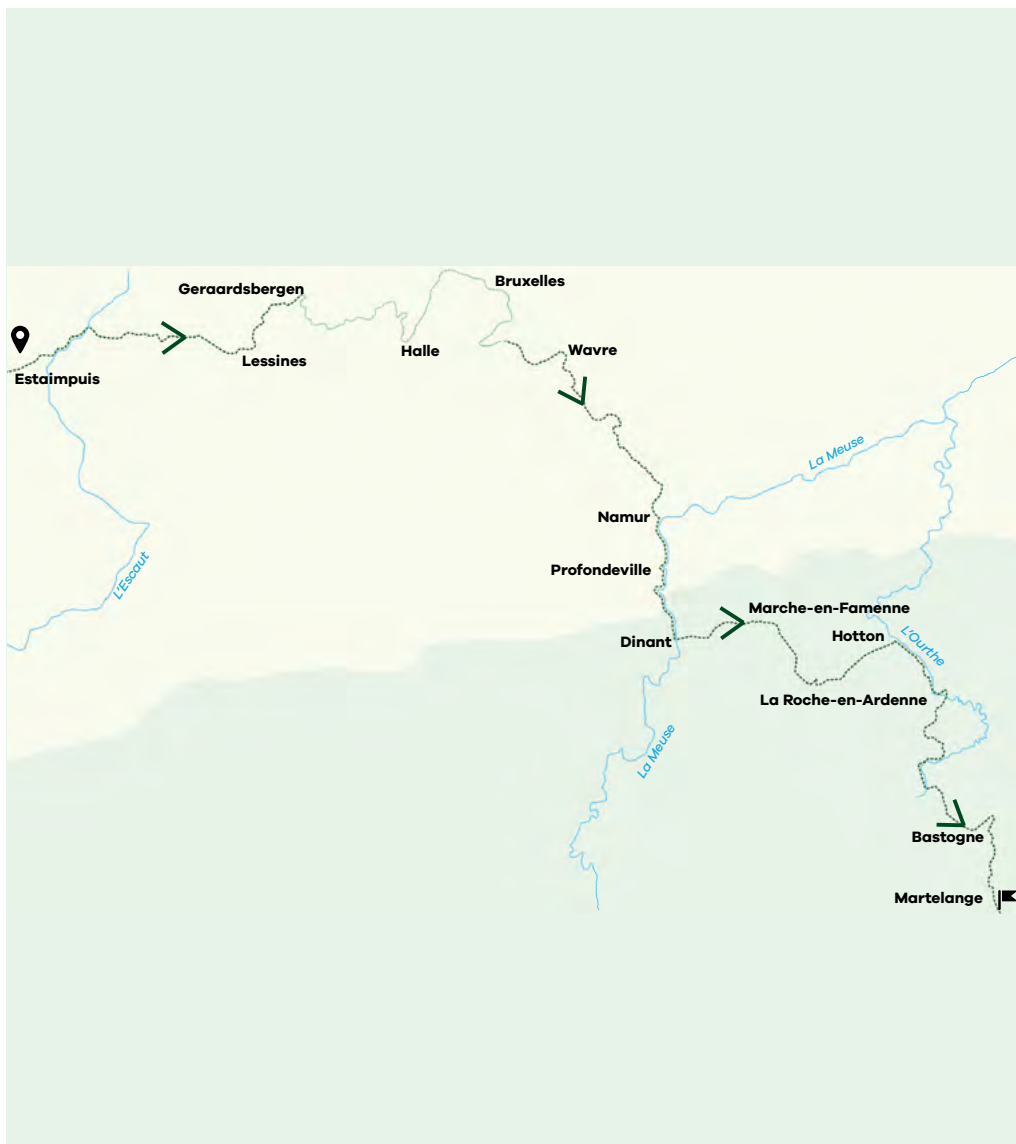 Bruxelles
Geraardsbergen
Halle
Wavre
Lessines
Estaimpuis
La Meuse
Namur
L'Escaut
Profondeville
Marche-en-Famenne
Hotton
Dinant
L'Ourthe
La Roche-en-Ardenne
La Meuse
Bastogne
Martelange